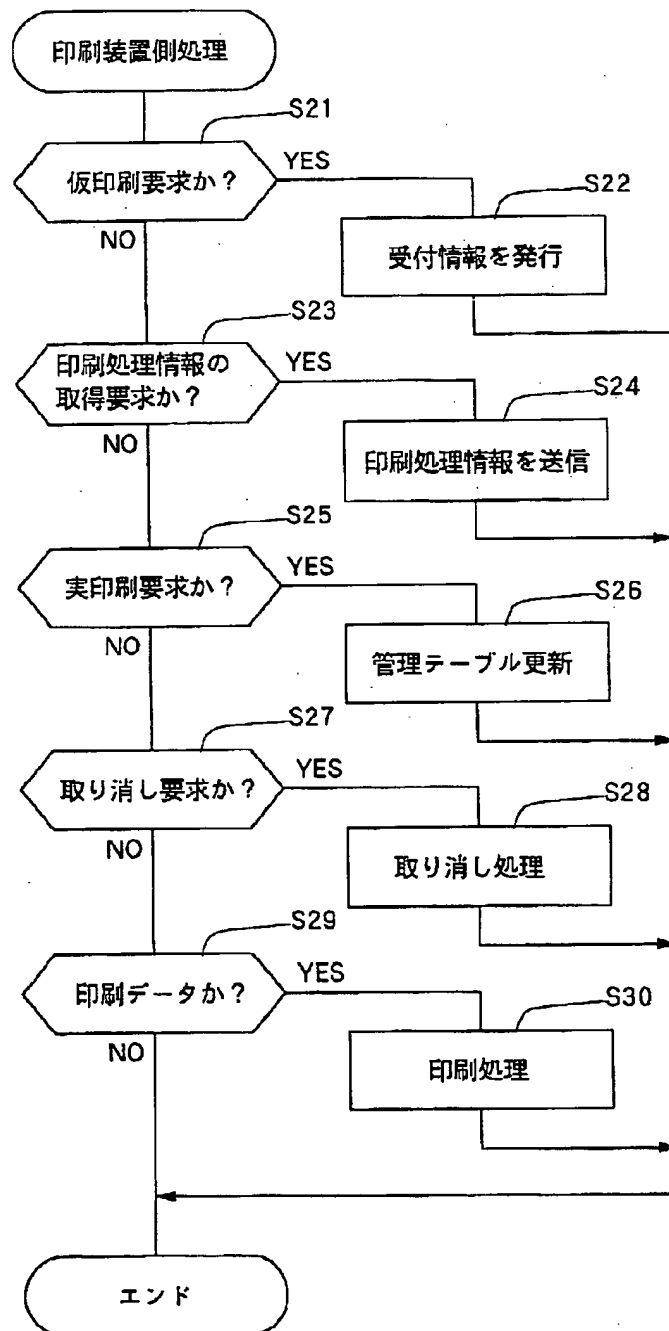 印刷装置側処理
S21
仮印刷要求か？
YES
S22
NO
受付情報を発行
S23
印刷処理情報の
取得要求か？
YES
S24
NO
印刷処理情報を送信
S25
実印刷要求か？
YES
S26
NO
管理テーブル更新
S27
取り消し要求か？
YES
S28
NO
取り消し処理
S29
印刷データか？
YES
S30
NO
印刷処理
エンド